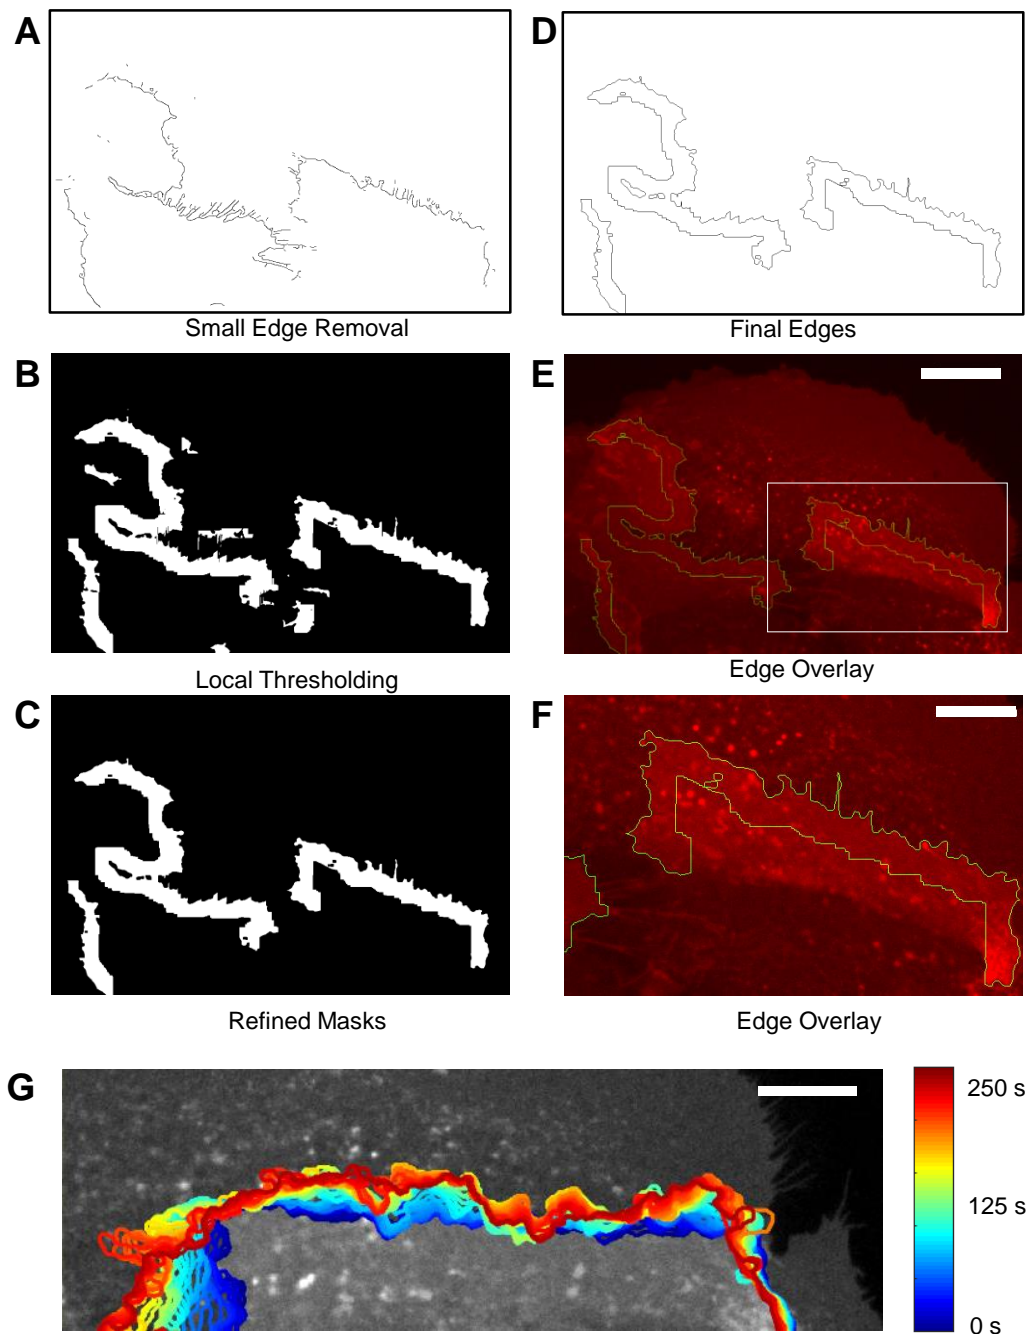 A
Small Edge Removal
D
Final Edges
B
Local Thresholding
E
Edge Overlay
C
Refined Masks
F
Edge Overlay
G
250 s
125 s
0 s